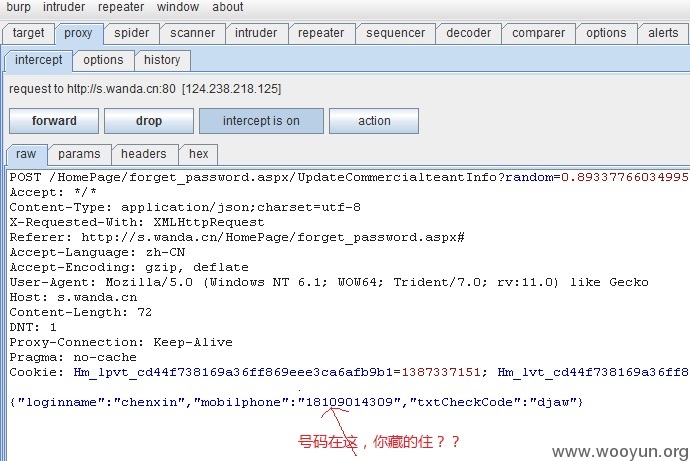 burp intruder repeater window about
target proxy spider scanner intruder repeater sequencer decoder comparer options alerts
intercept options history
request to http://s.wanda.cn:80 [124.238.218.125]
forward drop intercept is on action
raw params headers hex
POST /HomePage/forget_password.aspx/UpdateCommercialteantInfo?random=0.89337766034995
Accept: */*
Content-Type: application/json;charset=utf-8
X-Requested-With: XMLHttpRequest
Referer: http://s.wanda.cn/HomePage/forget_password.aspx#
Accept-Language: zh-CN
Accept-Encoding: gzip, deflate
User-Agent: Mozilla/5.0 (Windows NT 6.1; WOW64; Trident/7.0; rv:11.0) like Gecko
Host: s.wanda.cn
Content-Length: 72
DNT: 1
Proxy-Connection: Keep-Alive
Pragma: no-cache
Cookie: Hm_lpvt_cd44f738169a36ff869eee3ca6afb9b1=1387337151; Hm_lvt_cd44f738169a36ff8
{"loginname":"chenxin","mobilphone":"18109014309","txtCheckCode":"djaw"}
号码在这，你藏的住？？
www.wooyun.org